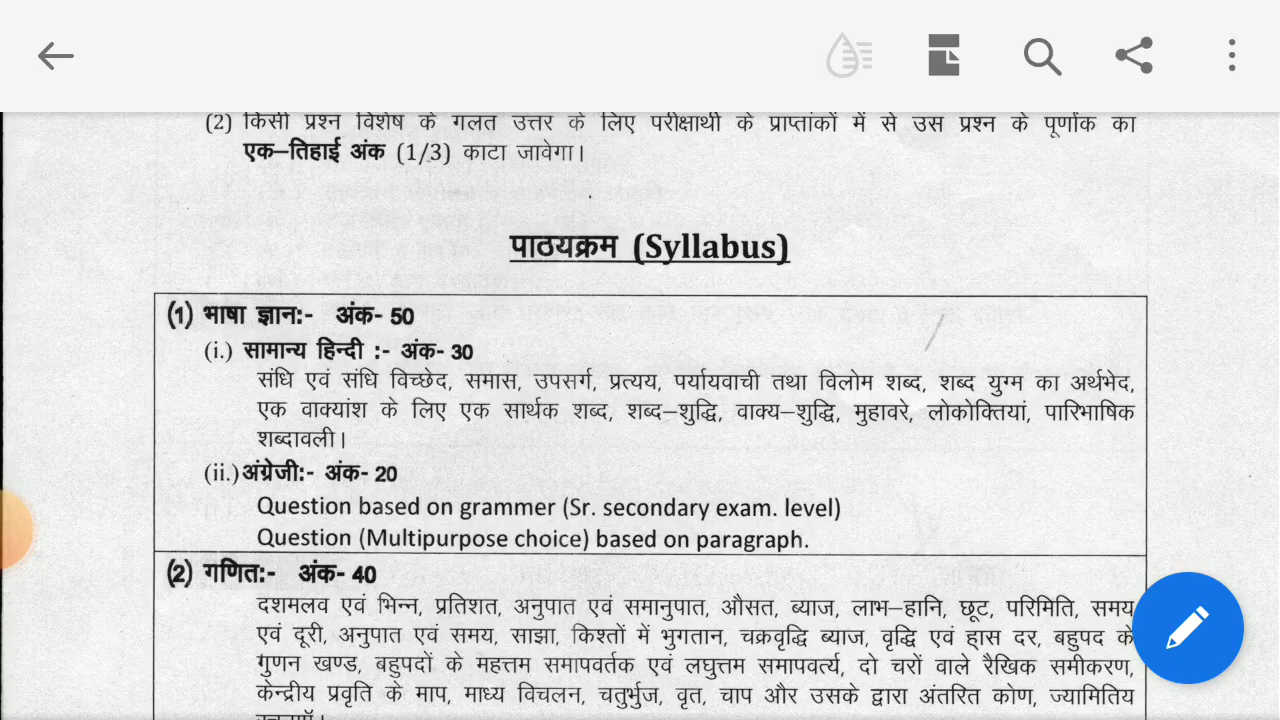 (2) किसी प्रश्न विशेष के गलत उत्तर के लिए परीक्षार्थी के प्राप्तांकों में से उस प्रश्न के पूर्णांक का
एक–तिहाई अंक (1/3) काटा जावेगा।
पाठयक्रम (Syllabus)
(1) भाषा ज्ञान:- अंक- 50
(i.) सामान्य हिन्दी :- अंक- 30
संधि एवं संधि विच्छेद, समास, उपसर्ग, प्रत्यय, पर्यायवाची तथा विलोम शब्द, शब्द युग्म का अर्थभेद,
एक वाक्यांश के लिए एक सार्थक शब्द, शब्द–शुद्धि, वाक्य–शुद्धि, मुहावरे, लोकोक्तियां, पारिभाषिक
शब्दावली।
(ii.) अंग्रेजी:- अंक- 20
Question based on grammer (Sr. secondary exam. level)
Question (Multipurpose choice) based on paragraph.
(2) गणित:- अंक- 40
दशमलव एवं भिन्न, प्रतिशत, अनुपात एवं समानुपात, औसत, ब्याज, लाभ–हानि, छूट, परिमिति, समय
एवं दूरी, अनुपात एवं समय, साझा, किश्तों में भुगतान, चक्रवृद्धि ब्याज, वृद्धि एवं ह्रास दर, बहुपद के
गुणन खण्ड, बहुपदों के महत्तम समापवर्तक एवं लघुत्तम समापवर्त्य, दो चरों वाले रैखिक समीकरण,
केन्द्रीय प्रवृति के माप, माध्य विचलन, चतुर्भुज, वृत, चाप और उसके द्वारा अंतरित कोण, ज्यामितिय